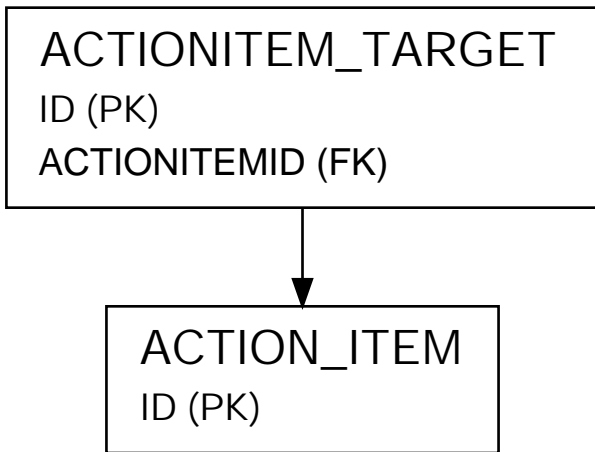 ACTIONITEM_TARGET
ID (PK)
ACTIONITEMID (FK)
ACTION_ITEM
ID (PK)